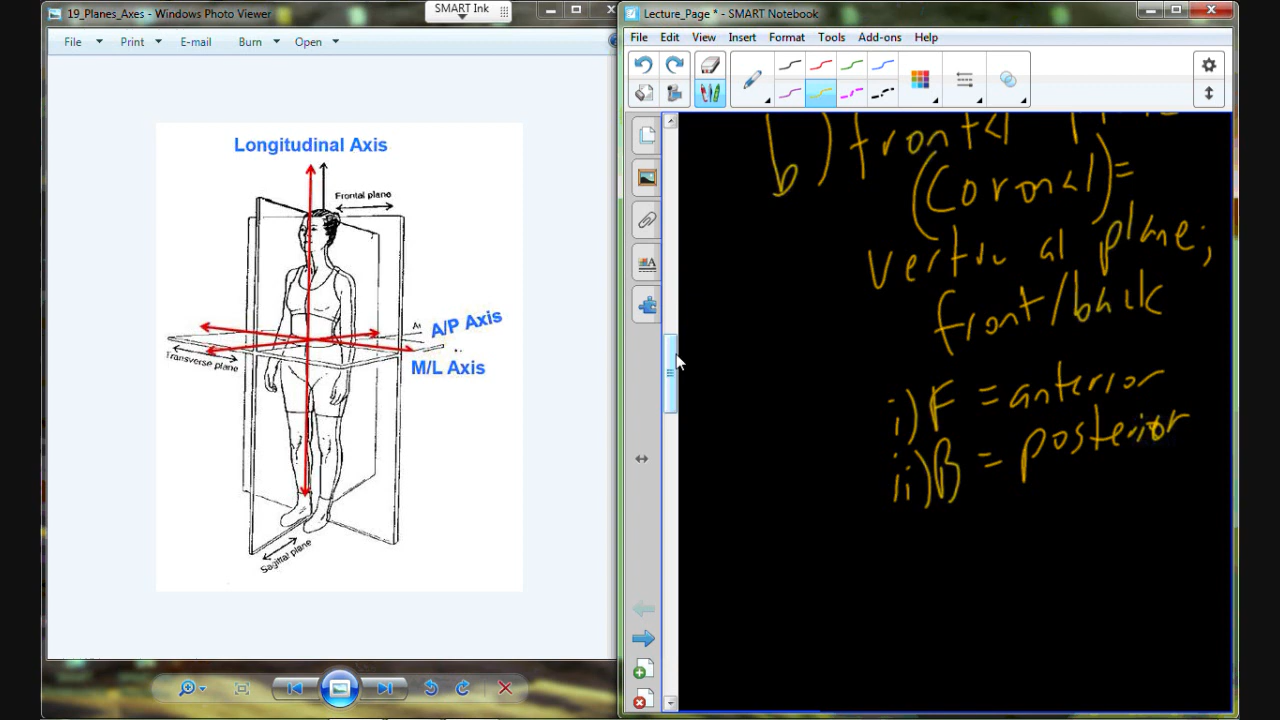 19_Planes_Axes - Windows Photo Viewer
SMART Ink
File Print E-mail Burn Open
Longitudinal Axis
Frontal plane
A/P Axis
Transverse plane
M/L Axis
Sagittal plane
Lecture_Page * - SMART Notebook
File Edit View Insert Format Tools Add-ons Help
b) frontal
(coronal) =
vertical plane;
front/back
i) F = anterior
ii) B = posterior